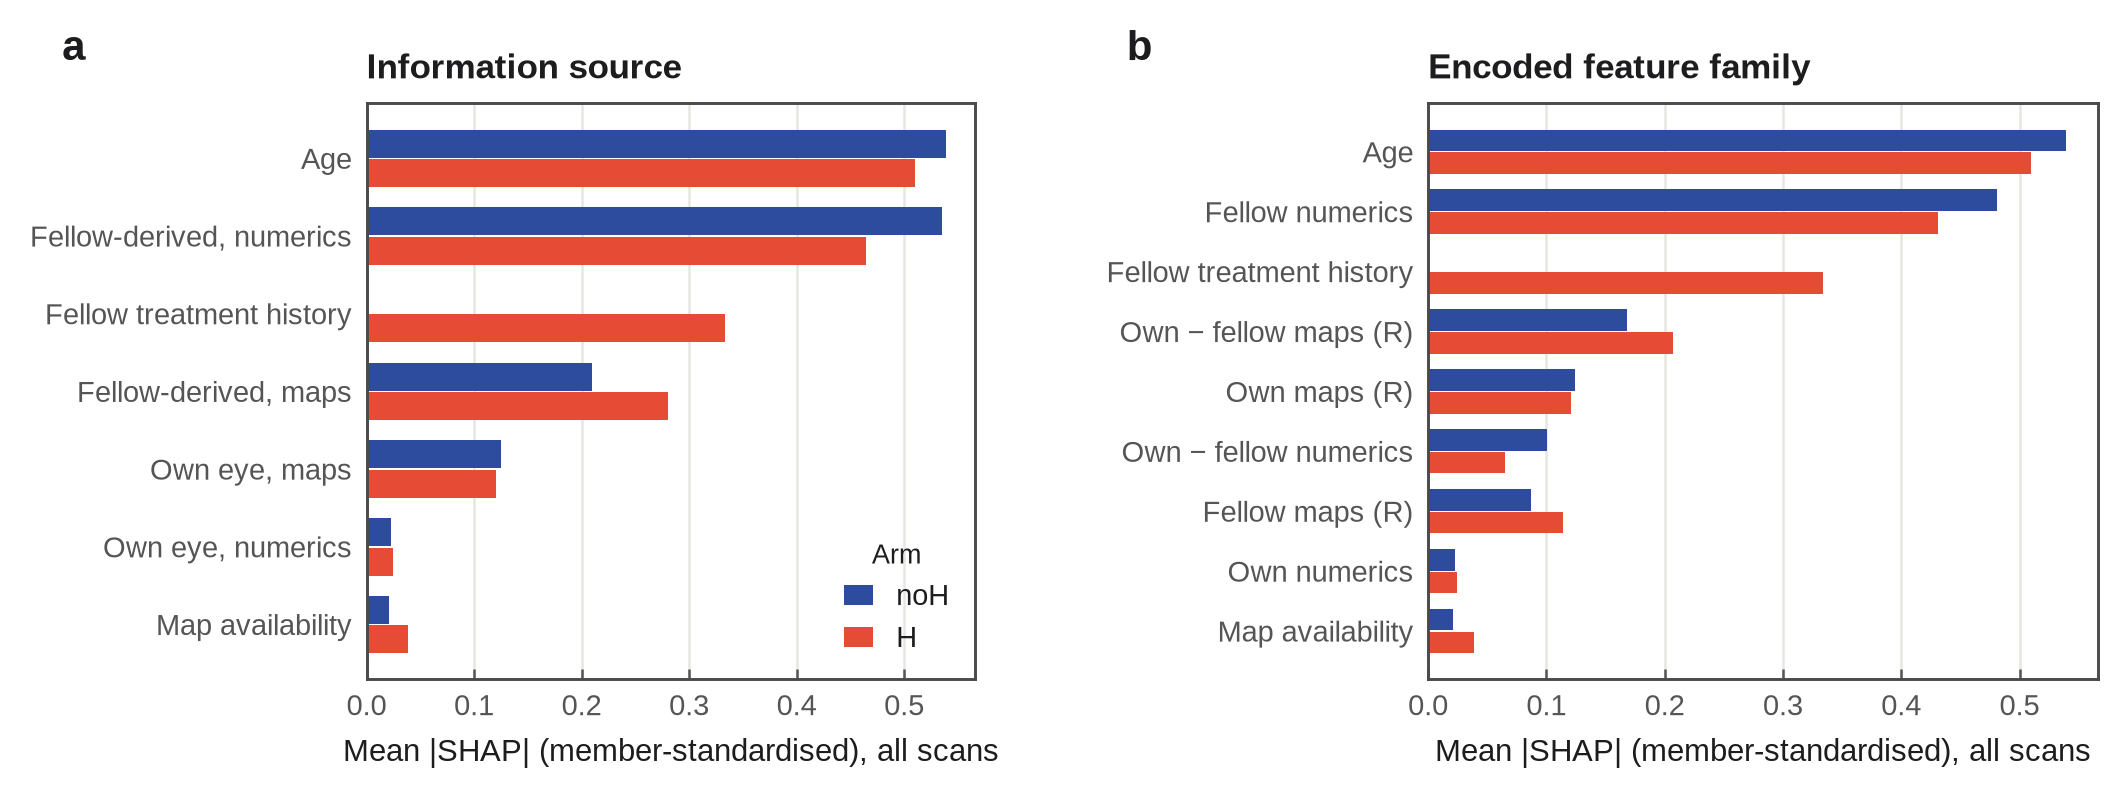 a
Information source
Age
Fellow-derived, numerics
Fellow treatment history
Fellow-derived, maps
Own eye, maps
Own eye, numerics
Map availability
Arm
noH
H
0.0 0.1 0.2 0.3 0.4 0.5
Mean |SHAP| (member-standardised), all scans
b
Encoded feature family
Age
Fellow numerics
Fellow treatment history
Own − fellow maps (R)
Own maps (R)
Own − fellow numerics
Fellow maps (R)
Own numerics
Map availability
0.0 0.1 0.2 0.3 0.4 0.5
Mean |SHAP| (member-standardised), all scans